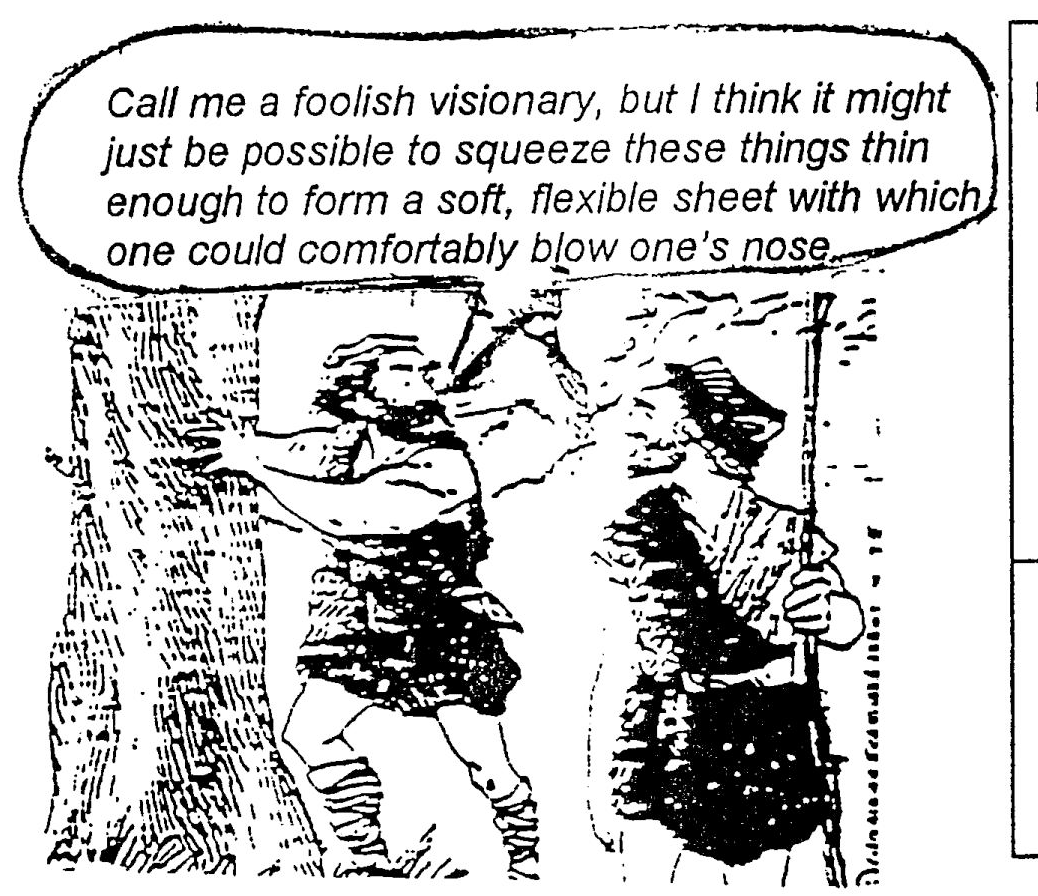 Call me a foolish visionary, but I think it might
just be possible to squeeze these things thin
enough to form a soft, flexible sheet with which
one could comfortably blow one's nose.